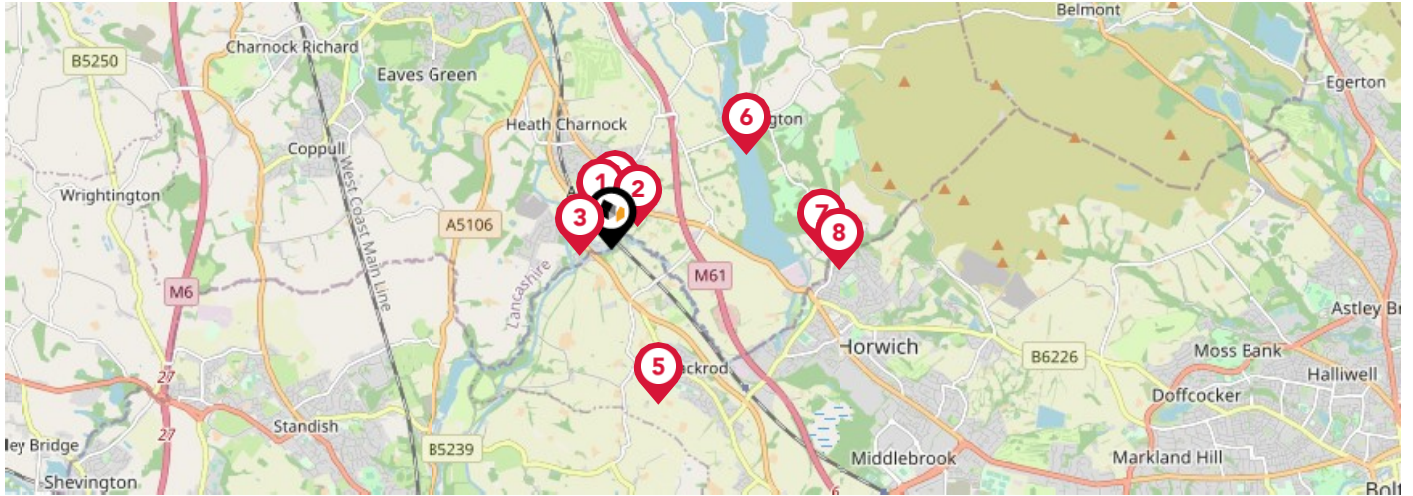 Belmont
Charnock Richard
B5250
Eaves Green
Egerton
6
Heath Charnock
Coppull
1
2
Wrightington
West Coast Main Line
3
A5106
7
8
M61
Lancashire
M6
Astley
Horwich
Moss Bank
B6226
5
Halliwell
27
Doffcocker
Standish
27
Bridge
B5239
Middlebrook
Markland Hill
Shevington
6